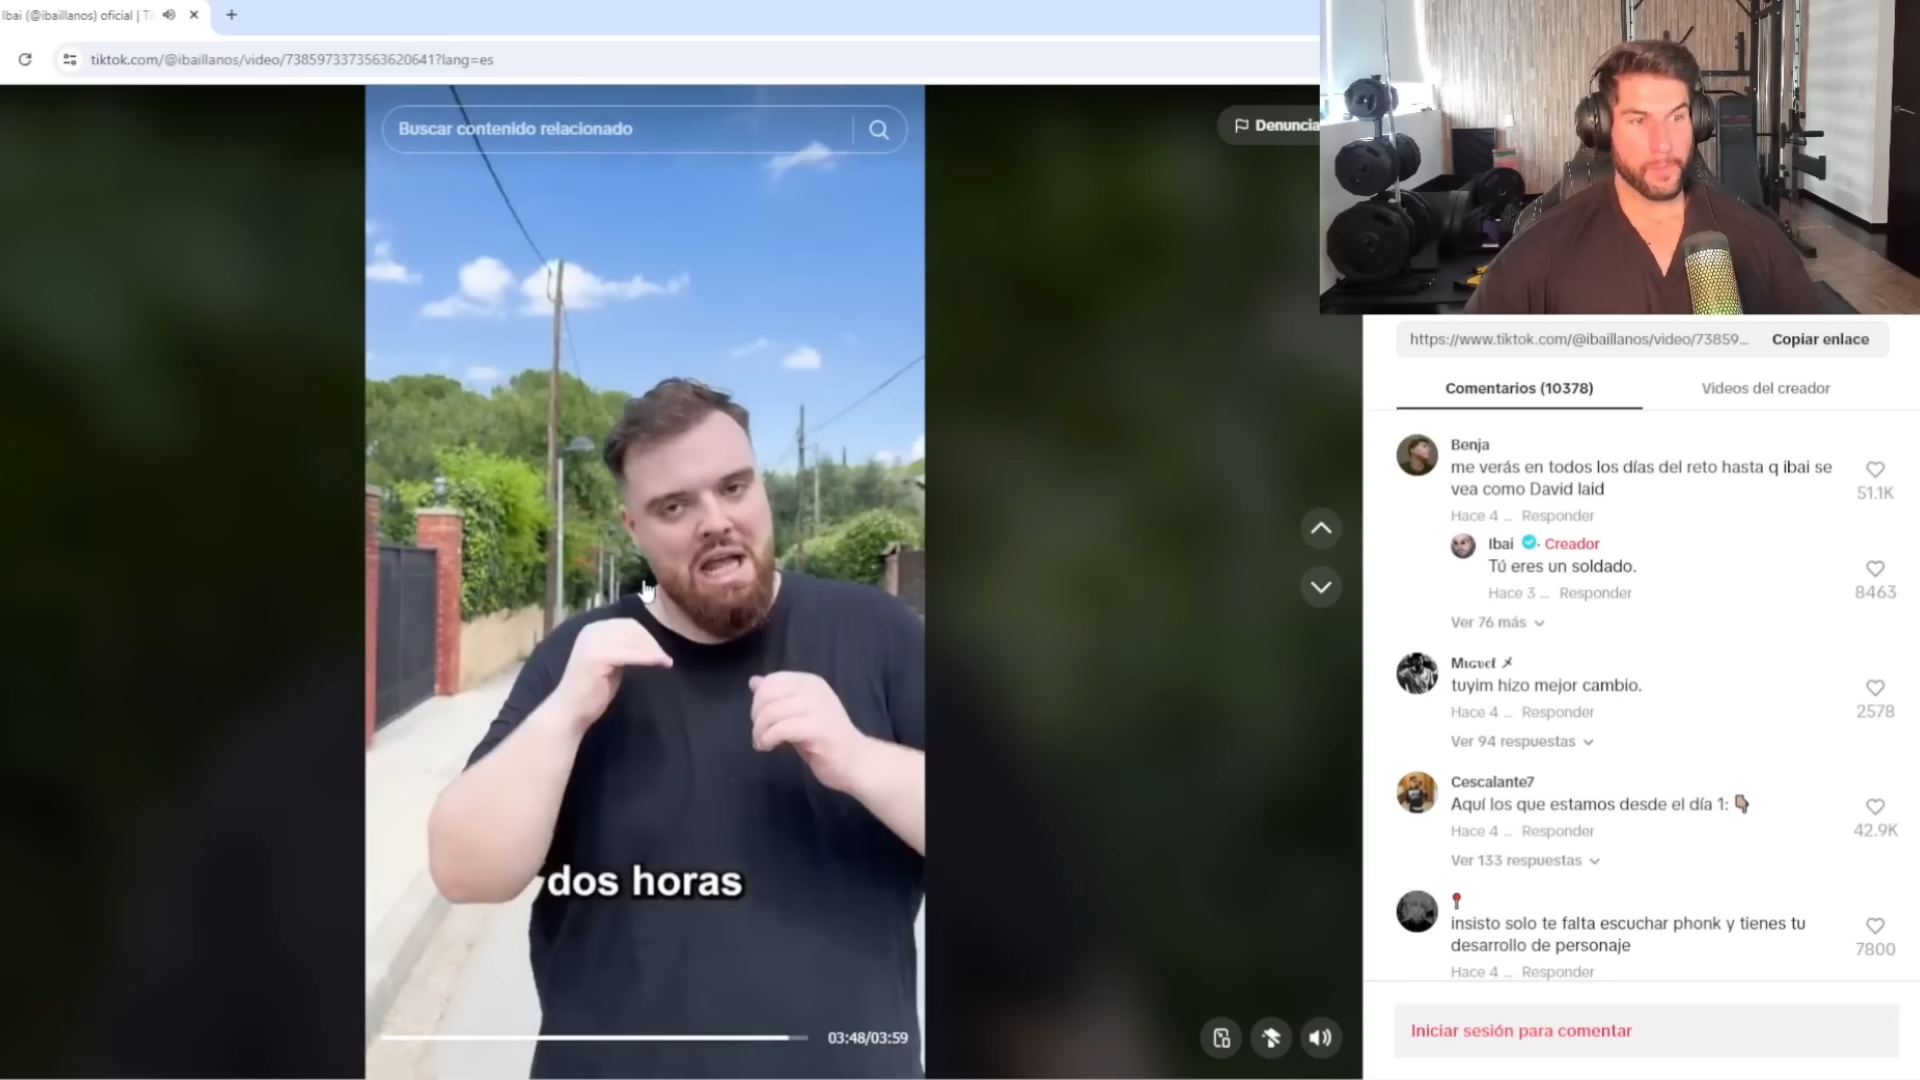 Ibai (@ibaillanos) oficial | Ti
tiktok.com/@ibaillanos/video/7385973373563620641?lang=es
Buscar contenido relacionado
Denuncia
dos horas
03:48/03:59
https://www.tiktok.com/@ibaillanos/video/73859...
Copiar enlace
Comentarios (10378)
Videos del creador
Benja
me verás en todos los días del reto hasta q ibai se
vea como David laid
51.1K
Hace 4 ... Responder
Ibai · Creador
Tú eres un soldado.
8463
Hace 3 ... Responder
Ver 76 más
Mιɢυєℓ メ
tuyim hizo mejor cambio.
2578
Hace 4 ... Responder
Ver 94 respuestas
Cescalante7
Aquí los que estamos desde el día 1: 👇🏽
42.9K
Hace 4 ... Responder
Ver 133 respuestas
📍
insisto solo te falta escuchar phonk y tienes tu
desarrollo de personaje
7800
Hace 4 ... Responder
Iniciar sesión para comentar